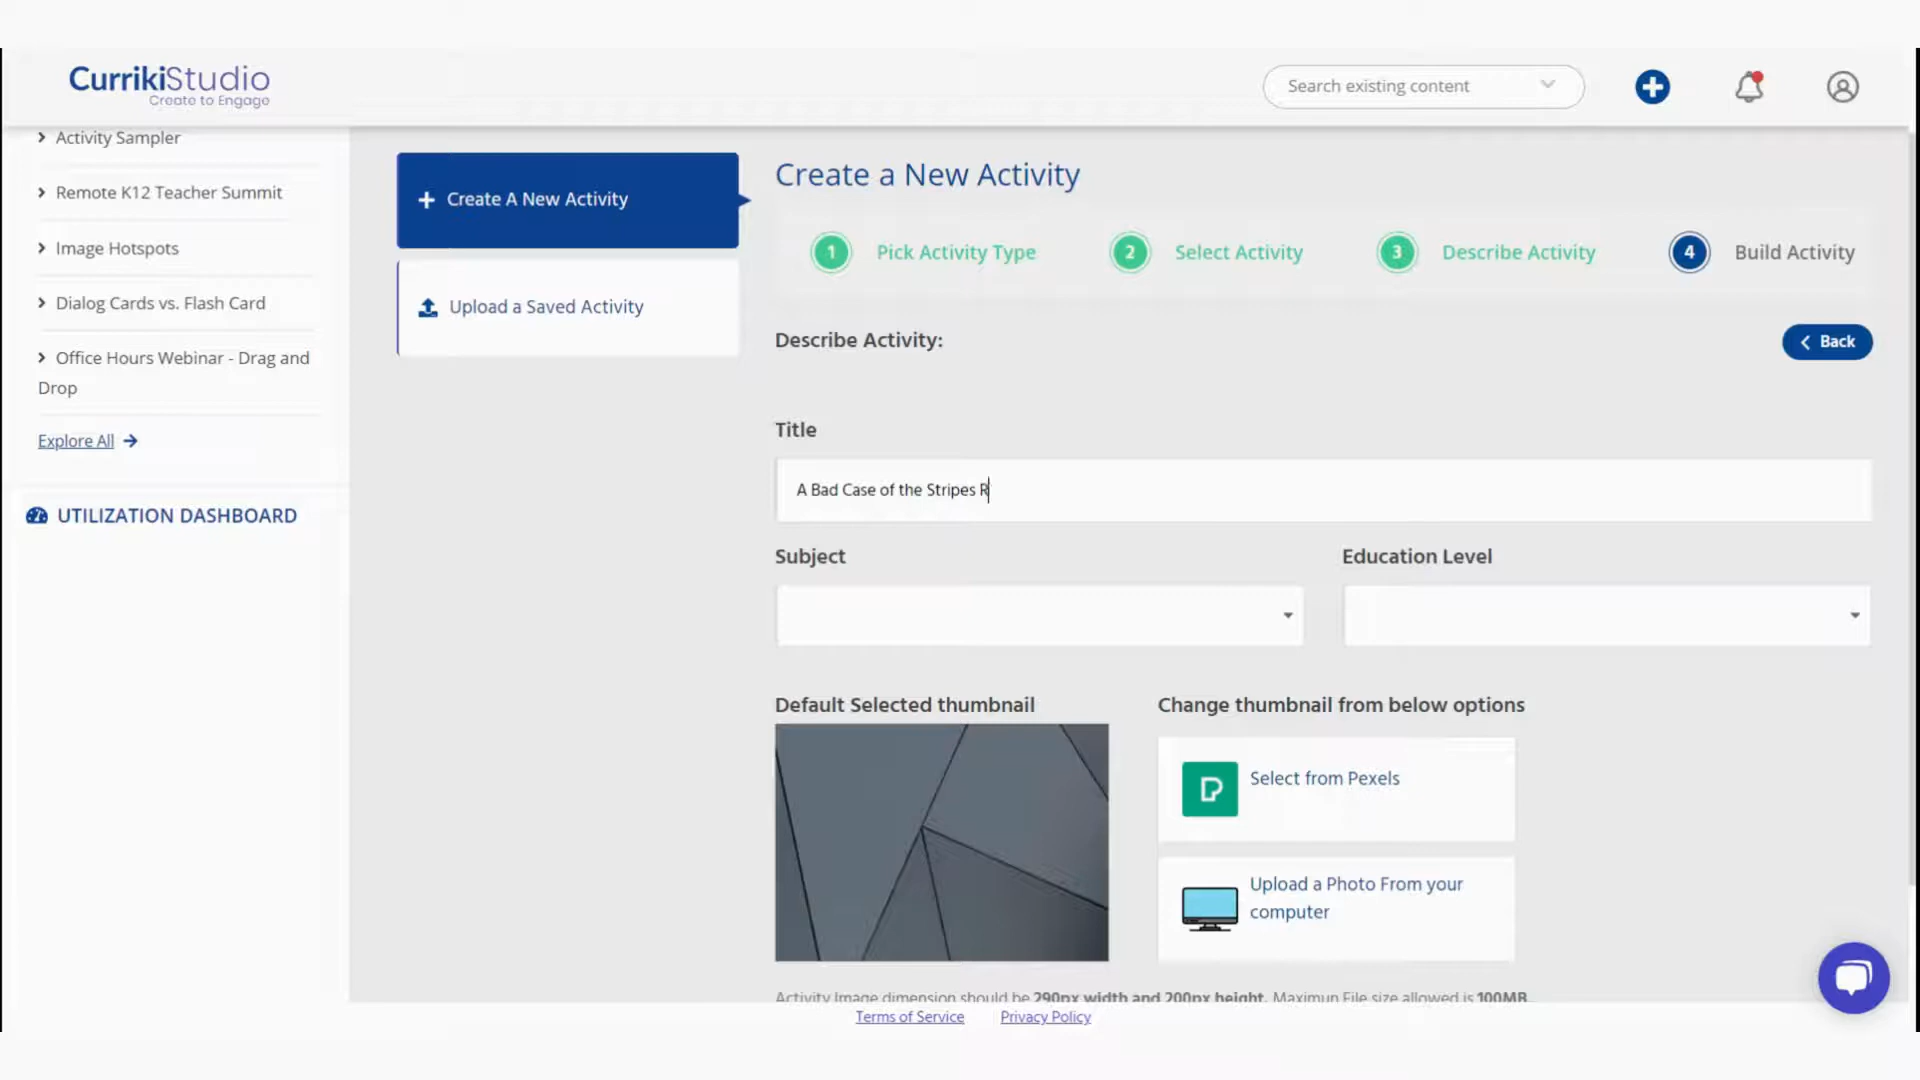 CurrikiStudio
Create to Engage
Search existing content
Activity Sampler
Remote K12 Teacher Summit
Image Hotspots
Dialog Cards vs. Flash Card
Office Hours Webinar - Drag and
Drop
Explore All
UTILIZATION DASHBOARD
Create A New Activity
Upload a Saved Activity
Create a New Activity
1 Pick Activity Type 2 Select Activity 3 Describe Activity 4 Build Activity
Describe Activity:
Back
Title
A Bad Case of the Stripes R
Subject Education Level
Default Selected thumbnail
Change thumbnail from below options
Select from Pexels
Upload a Photo From your
computer
Activity Image dimension should be 290px width and 200px height. Maximun File size allowed is 100MB.
Terms of Service Privacy Policy